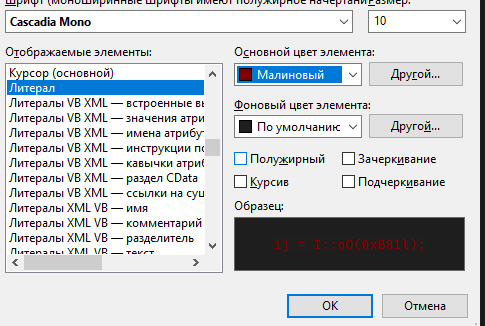 Шрифт (моноширинные шрифты имеют полужирное начертани
Размер:
Cascadia Mono
10
Отображаемые элементы:
Курсор (основной)
Литерал
Литералы VB XML — встроенные вы
Литералы VB XML — значения атри
Литералы VB XML — имена атрибут
Литералы VB XML — инструкции по
Литералы VB XML — кавычки атриб
Литералы VB XML — раздел CData
Литералы VB XML — ссылки на сущ
Литералы XML VB — имя
Литералы XML VB — комментарий
Литералы XML VB — разделитель
Литералы XML VB — текст
Основной цвет элемента:
Малиновый
Другой...
Фоновый цвет элемента:
По умолчанию
Другой...
Полужирный
Зачеркивание
Курсив
Подчеркивание
Образец:
ij = I::oO(0xB81l);
ОК
Отмена